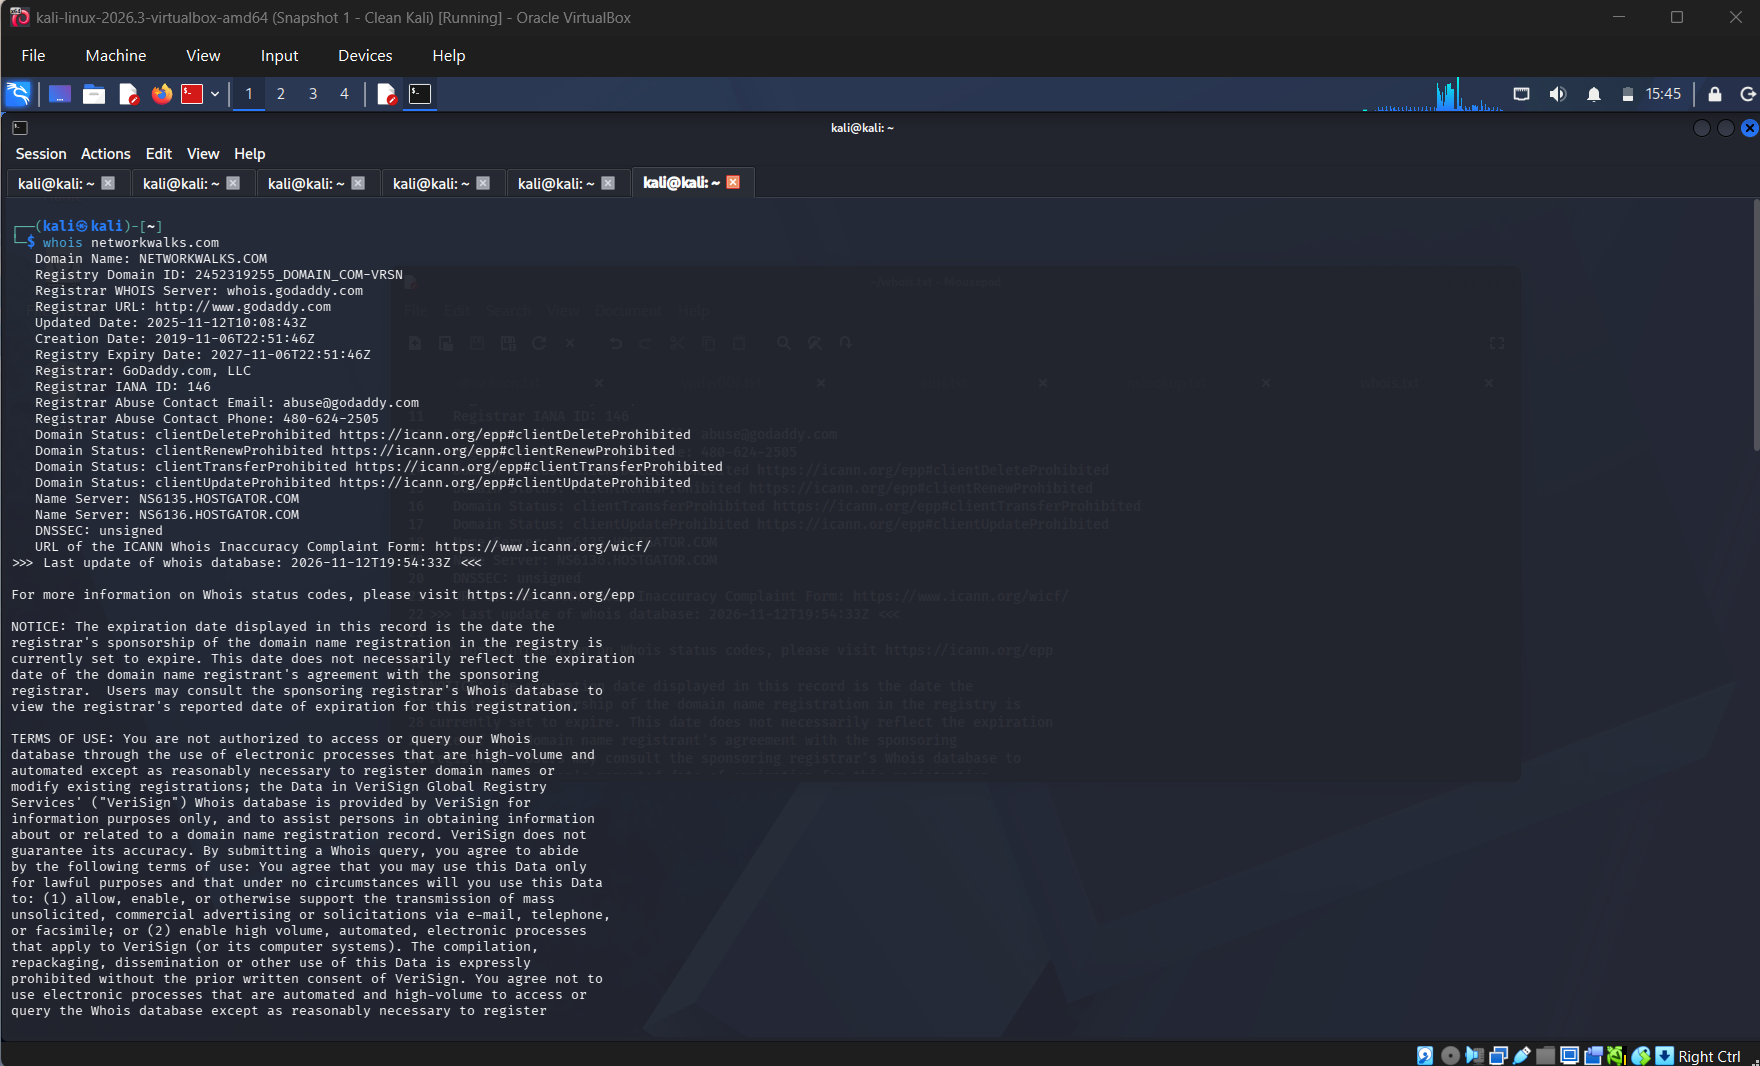 kali-linux-2026.3-virtualbox-amd64 (Snapshot 1 - Clean Kali) [Running] - Oracle VirtualBox
File Machine View Input Devices Help
1 2 3 4 15:45
kali@kali: ~
Session Actions Edit View Help
kali@kali: ~ kali@kali: ~ kali@kali: ~ kali@kali: ~ kali@kali: ~ kali@kali: ~
┌──(kali㉿kali)-[~]
└─$ whois networkwalks.com
Domain Name: NETWORKWALKS.COM
Registry Domain ID: 2452319255_DOMAIN_COM-VRSN
Registrar WHOIS Server: whois.godaddy.com
Registrar URL: http://www.godaddy.com
Updated Date: 2025-11-12T10:08:43Z
Creation Date: 2019-11-06T22:51:46Z
Registry Expiry Date: 2027-11-06T22:51:46Z
Registrar: GoDaddy.com, LLC
Registrar IANA ID: 146
Registrar Abuse Contact Email: abuse@godaddy.com
Registrar Abuse Contact Phone: 480-624-2505
Domain Status: clientDeleteProhibited https://icann.org/epp#clientDeleteProhibited
Domain Status: clientRenewProhibited https://icann.org/epp#clientRenewProhibited
Domain Status: clientTransferProhibited https://icann.org/epp#clientTransferProhibited
Domain Status: clientUpdateProhibited https://icann.org/epp#clientUpdateProhibited
Name Server: NS6135.HOSTGATOR.COM
Name Server: NS6136.HOSTGATOR.COM
DNSSEC: unsigned
URL of the ICANN Whois Inaccuracy Complaint Form: https://www.icann.org/wicf/
>>> Last update of whois database: 2026-11-12T19:54:33Z <<<
For more information on Whois status codes, please visit https://icann.org/epp
NOTICE: The expiration date displayed in this record is the date the
registrar's sponsorship of the domain name registration in the registry is
currently set to expire. This date does not necessarily reflect the expiration
date of the domain name registrant's agreement with the sponsoring
registrar.  Users may consult the sponsoring registrar's Whois database to
view the registrar's reported date of expiration for this registration.
TERMS OF USE: You are not authorized to access or query our Whois
database through the use of electronic processes that are high-volume and
automated except as reasonably necessary to register domain names or
modify existing registrations; the Data in VeriSign Global Registry
Services' ("VeriSign") Whois database is provided by VeriSign for
information purposes only, and to assist persons in obtaining information
about or related to a domain name registration record. VeriSign does not
guarantee its accuracy. By submitting a Whois query, you agree to abide
by the following terms of use: You agree that you may use this Data only
for lawful purposes and that under no circumstances will you use this Data
to: (1) allow, enable, or otherwise support the transmission of mass
unsolicited, commercial advertising or solicitations via e-mail, telephone,
or facsimile; or (2) enable high volume, automated, electronic processes
that apply to VeriSign (or its computer systems). The compilation,
repackaging, dissemination or other use of this Data is expressly
prohibited without the prior written consent of VeriSign. You agree not to
use electronic processes that are automated and high-volume to access or
query the Whois database except as reasonably necessary to register
Right Ctrl